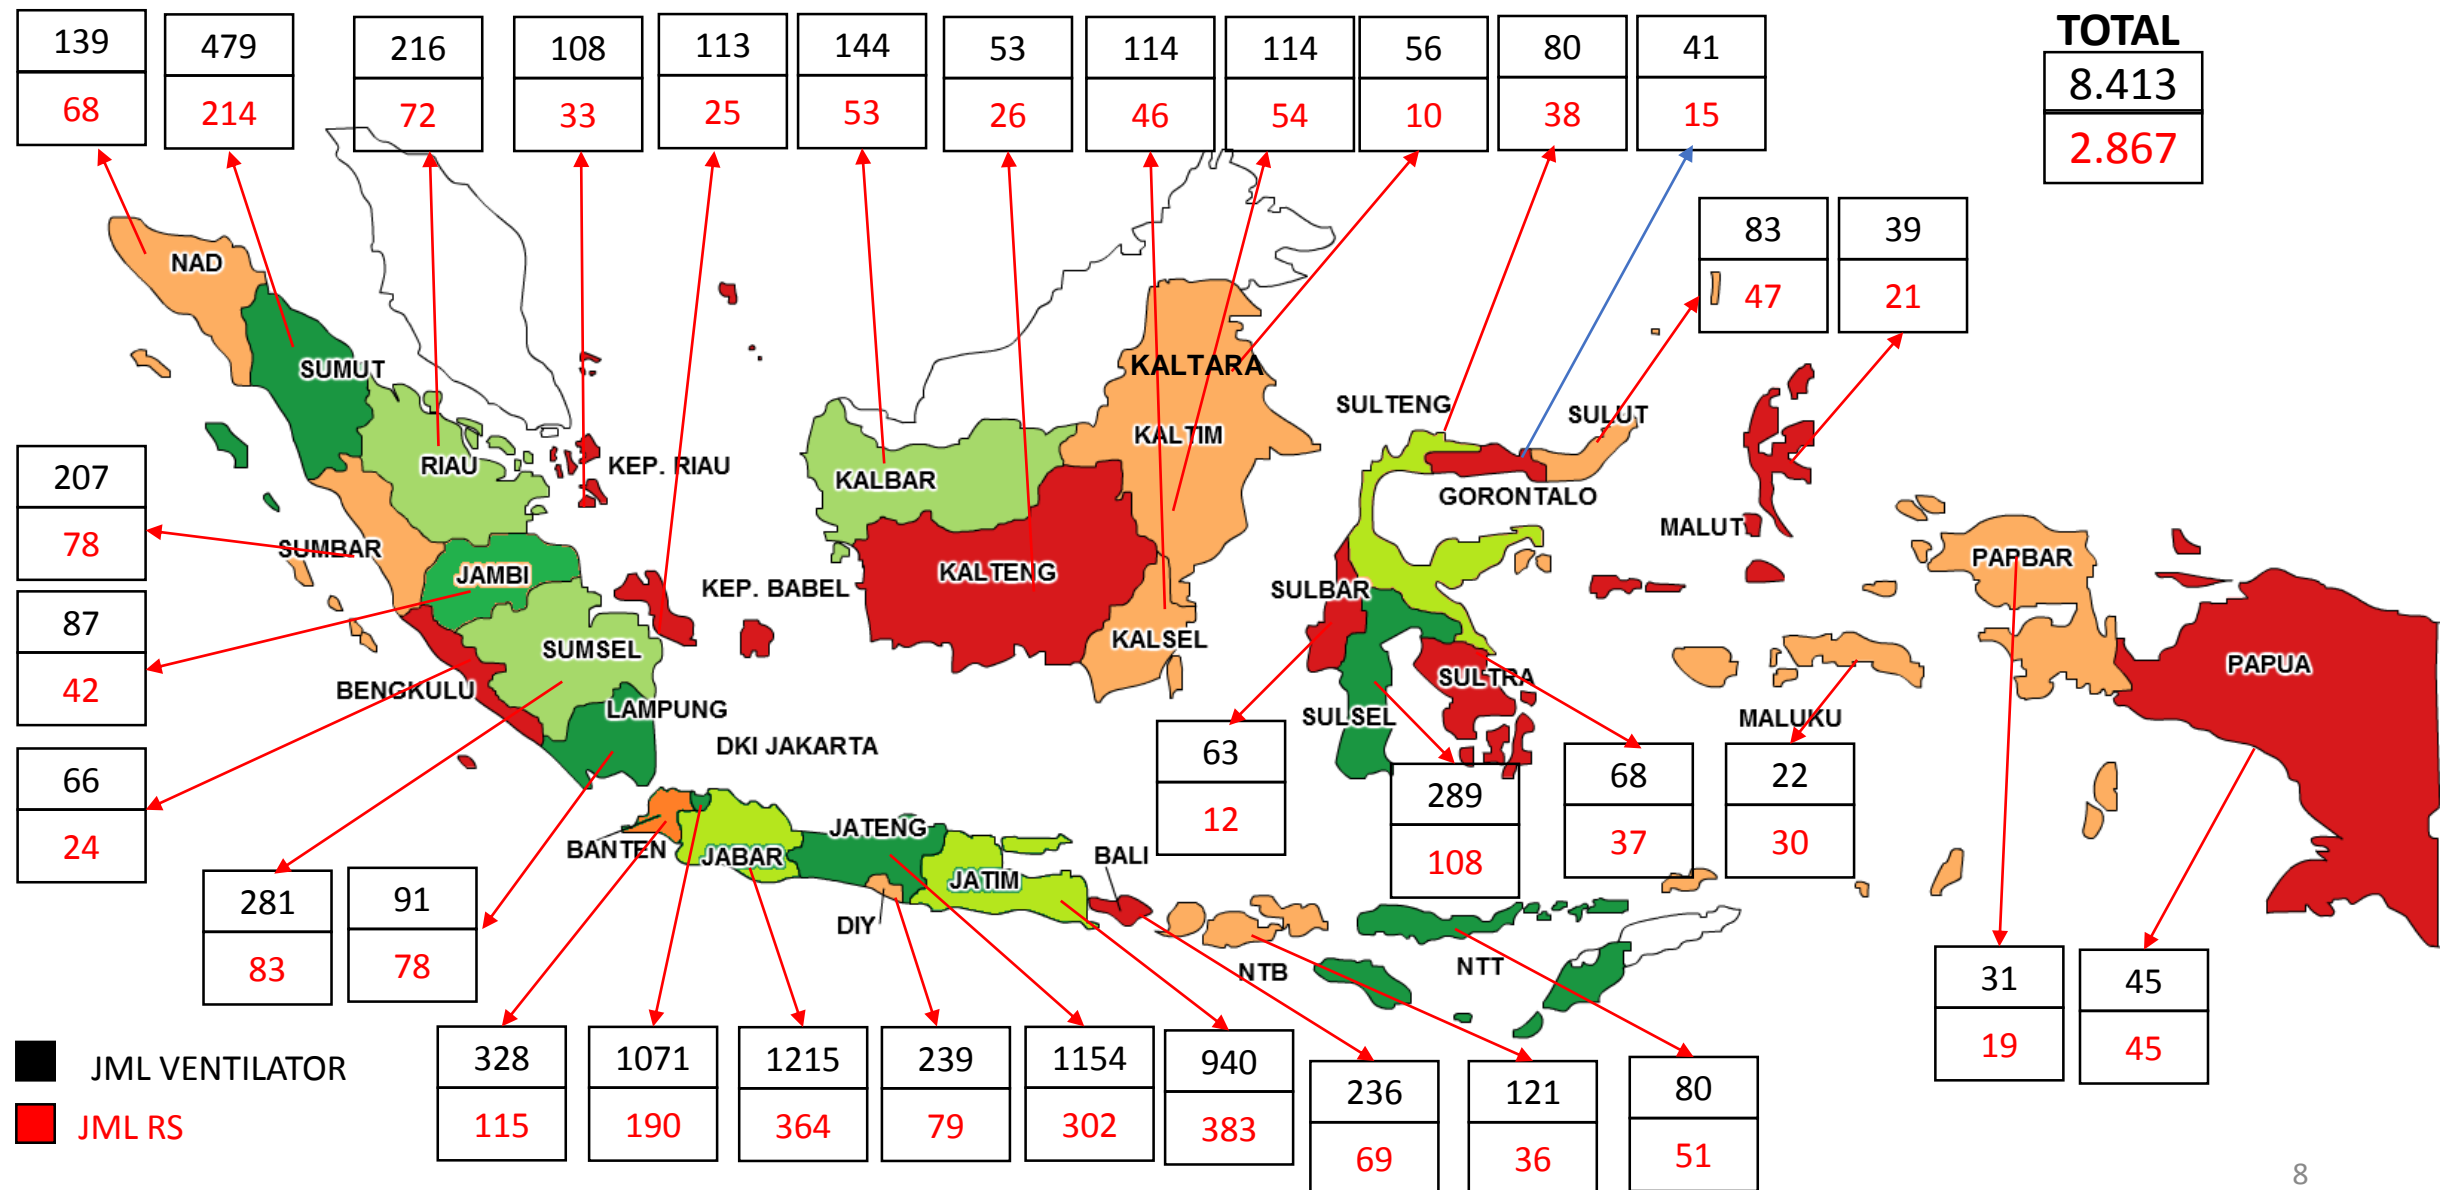 139 479 216 108 113 144 53 114 114 56 80 41
68 214 72 33 25 53 26 46 54 10 38 15
TOTAL
8.413
2.867
83 39
47 21
NAD
SUMUT
RIAU
KEP. RIAU
KALBAR
KALTARA
KALTIM
SULTENG
SULUT
GORONTALO
MALUT
207
78
SUMBAR
JAMBI
KEP. BABEL
KALTENG
SULBAR
PAPBAR
87
42
SUMSEL
KALSEL
SULTRA
PAPUA
BENGKULU
LAMPUNG
SULSEL
MALUKU
DKI JAKARTA
66
24
63
12
289
108
68
37
22
30
BANTEN
JABAR
JATENG
JATIM
BALI
DIY
NTB
NTT
281 91
83 78
31 45
19 45
JML VENTILATOR
JML RS
328 1071 1215 239 1154 940
115 190 364 79 302 383
236 121 80
69 36 51
8